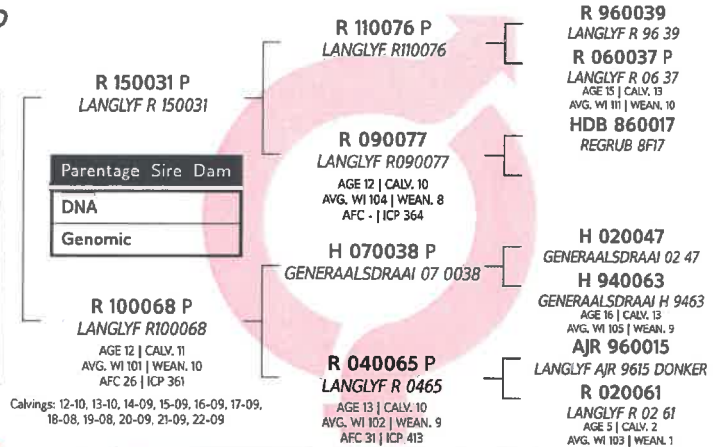 R 150031 P
LANGLYF R 150031
Parentage Sire Dam
DNA
Genomic
R 100068 P
LANGLYF R100068
AGE 12 | CALV. 11
AVG. WI 101 | WEAN. 10
AFC 26 | ICP 361
Calvings: 12-10, 13-10, 14-09, 15-09, 16-09, 17-09,
18-08, 19-08, 20-09, 21-09, 22-09
R 110076 P
LANGLYF R110076
R 090077
LANGLYF R090077
AGE 12 | CALV. 10
AVG. WI 104 | WEAN. 8
AFC - | ICP 364
H 070038 P
GENERAALSDRAAI 07 0038
R 040065 P
LANGLYF R 0465
AGE 13 | CALV. 10
AVG. WI 102 | WEAN. 9
AFC 31 | ICP 413
R 960039
LANGLYF R 96 39
R 060037 P
LANGLYF R 06 37
AGE 15 | CALV. 13
AVG. WI 111 | WEAN. 10
HDB 860017
REGRUB 8F17
H 020047
GENERAALSDRAAI 02 47
H 940063
GENERAALSDRAAI H 9463
AGE 16 | CALV. 13
AVG. WI 105 | WEAN. 9
AJR 960015
LANGLYF AJR 9615 DONKER
R 020061
LANGLYF R 02 61
AGE 5 | CALV. 2
AVG. WI 103 | WEAN. 1